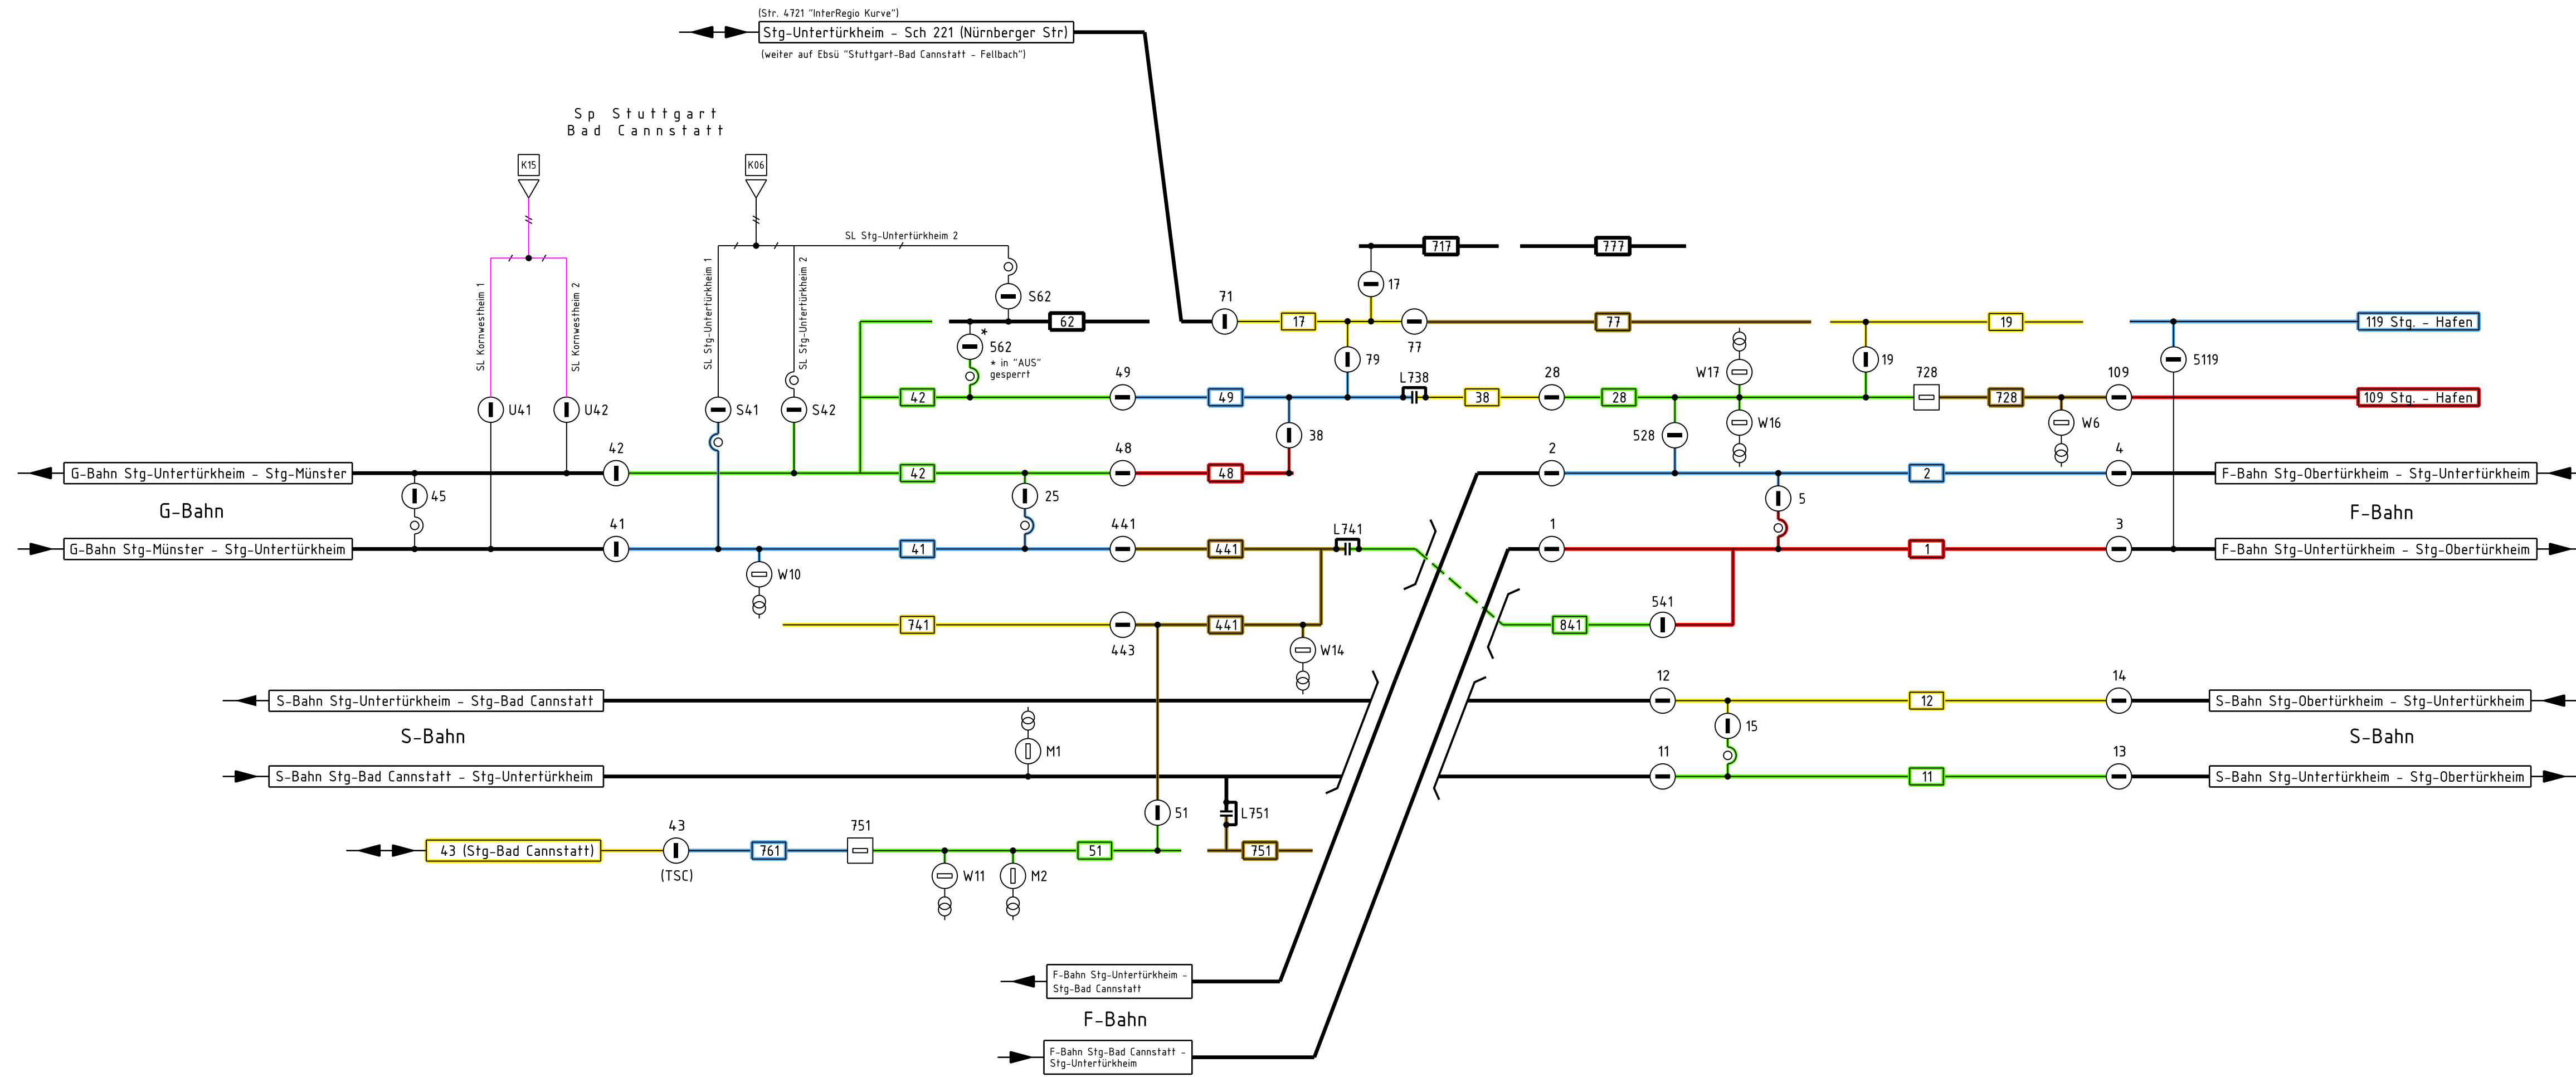 (Str. 4721 "InterRegio Kurve")
Stg-Untertürkheim - Sch 221 (Nürnberger Str)
(weiter auf Ebsü "Stuttgart-Bad Cannstatt - Fellbach")
Sp Stuttgart
Bad Cannstatt
K15
K06
SL Stg-Untertürkheim 2
717
777
SL Kornwestheim 1
SL Kornwestheim 2
SL Stg-Untertürkheim 1
SL Stg-Untertürkheim 2
17
S62
71
62
17
77
19
119 Stg. - Hafen
*
562
* in "AUS"
gesperrt
77
79
W17
19
5119
49
L738
28
728
109
42
49
38
28
728
109 Stg. - Hafen
U41
U42
S41
S42
W16
W6
38
528
42
48
2
4
G-Bahn Stg-Untertürkheim - Stg-Münster
42
48
2
F-Bahn Stg-Obertürkheim - Stg-Untertürkheim
45
25
5
G-Bahn
F-Bahn
41
441
L741
1
3
G-Bahn Stg-Münster - Stg-Untertürkheim
41
441
1
F-Bahn Stg-Untertürkheim - Stg-Obertürkheim
W10
541
741
441
841
443
W14
12
14
S-Bahn Stg-Untertürkheim - Stg-Bad Cannstatt
12
S-Bahn Stg-Obertürkheim - Stg-Untertürkheim
15
S-Bahn
M1
S-Bahn
11
13
S-Bahn Stg-Bad Cannstatt - Stg-Untertürkheim
11
S-Bahn Stg-Untertürkheim - Stg-Obertürkheim
51
L751
43
751
43 (Stg-Bad Cannstatt)
761
51
751
(TSC)
W11
M2
F-Bahn Stg-Untertürkheim -
Stg-Bad Cannstatt
F-Bahn
F-Bahn Stg-Bad Cannstatt -
Stg-Untertürkheim